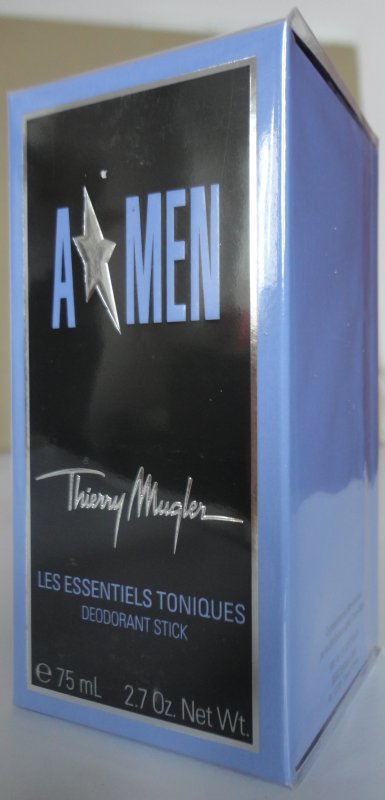 A★MEN
Thierry Mugler
LES ESSENTIELS TONIQUES
DEODORANT STICK
℮ 75 mL 2.7 Oz. Net Wt.